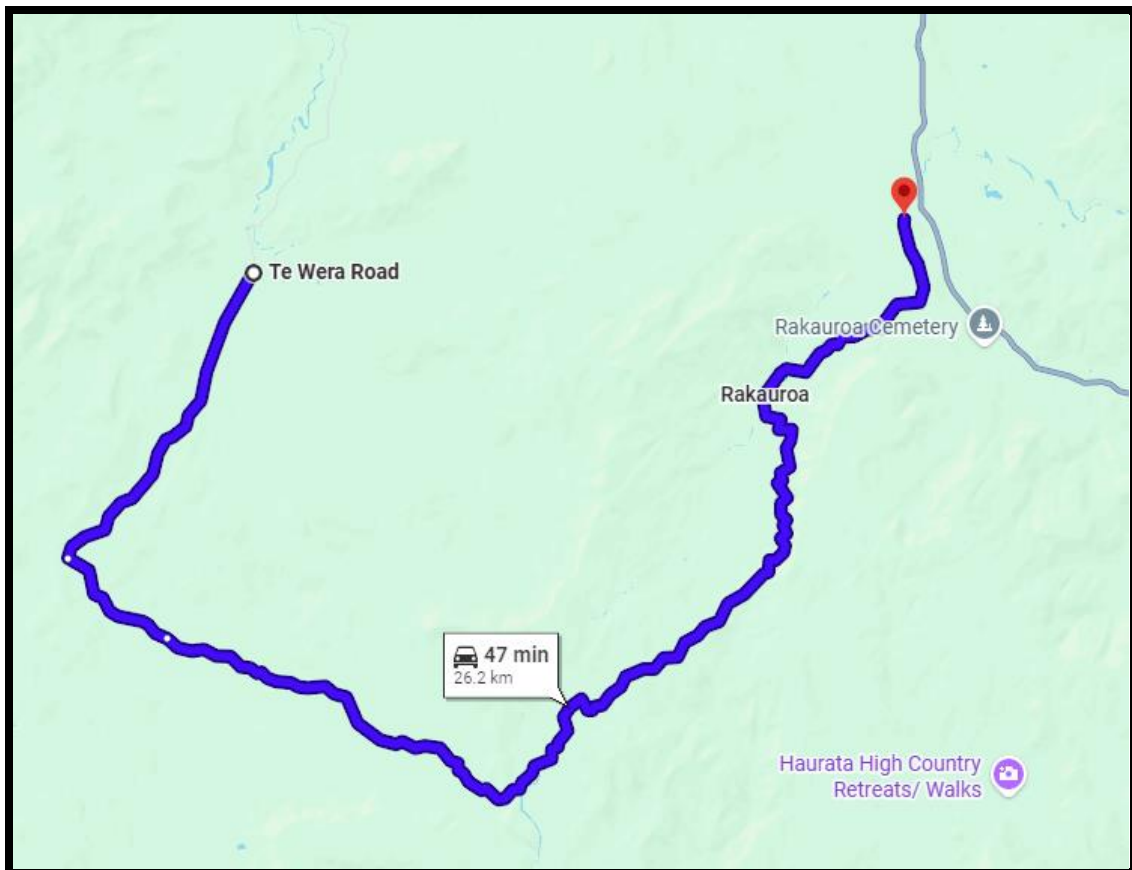 Te Wera Road
Rakauroa Cemetery
Rakauroa
47 min
26.2 km
Haurata High Country
Retreats/ Walks